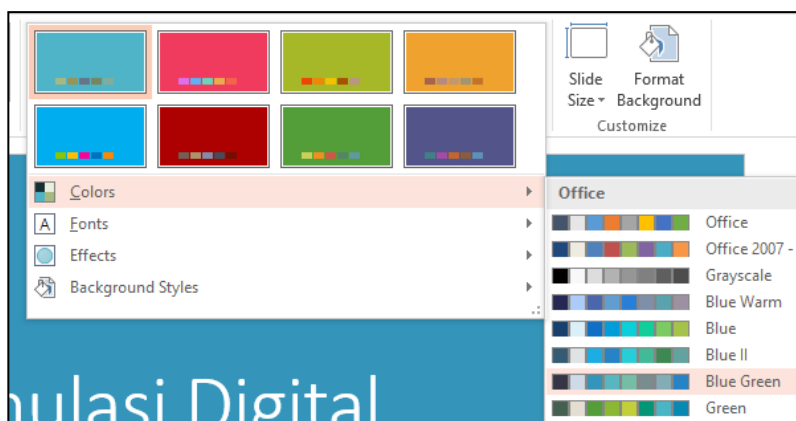 Slide Size
Format Background
Customize
Colors
Fonts
Effects
Background Styles
Office
Office
Office 2007 -
Grayscale
Blue Warm
Blue
Blue II
Blue Green
Green
nulasi Digital